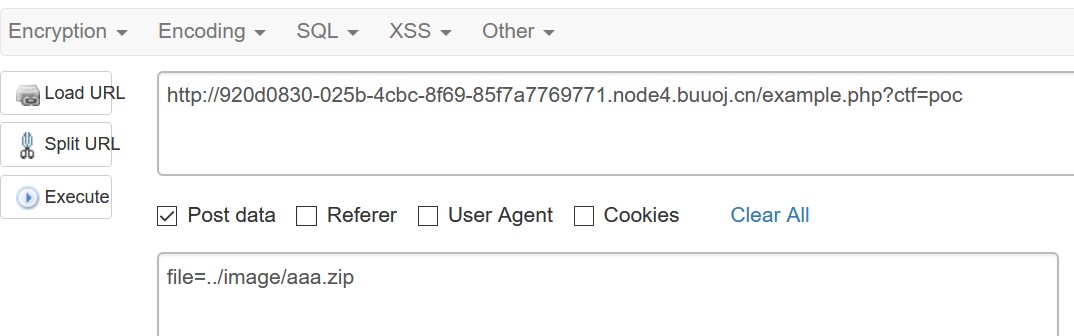 Encryption Encoding SQL XSS Other
Load URL
http://920d0830-025b-4cbc-8f69-85f7a7769771.node4.buuoj.cn/example.php?ctf=poc
Split URL
Execute
Post data Referer User Agent Cookies Clear All
file=../image/aaa.zip